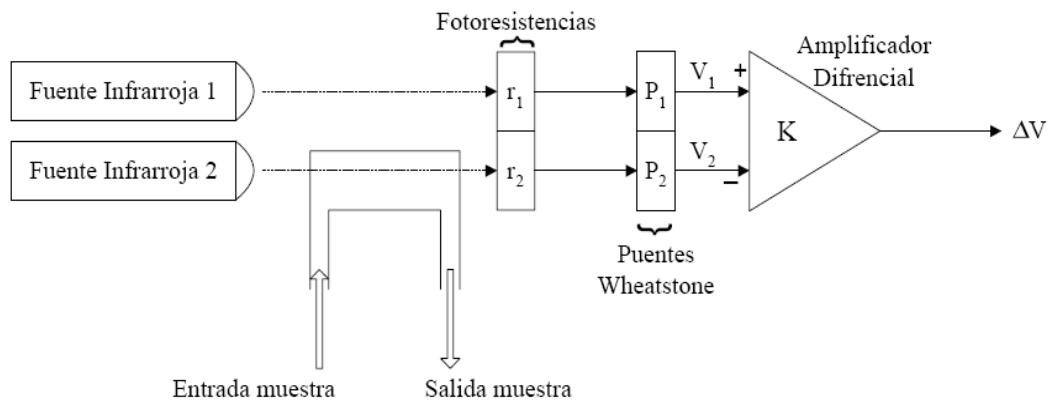 Fotoresistencias
Amplificador
Difrencial
Fuente Infrarroja 1
r1
P1
V1
+
K
ΔV
Fuente Infrarroja 2
r2
P2
V2
−
Puentes
Wheatstone
Entrada muestra
Salida muestra